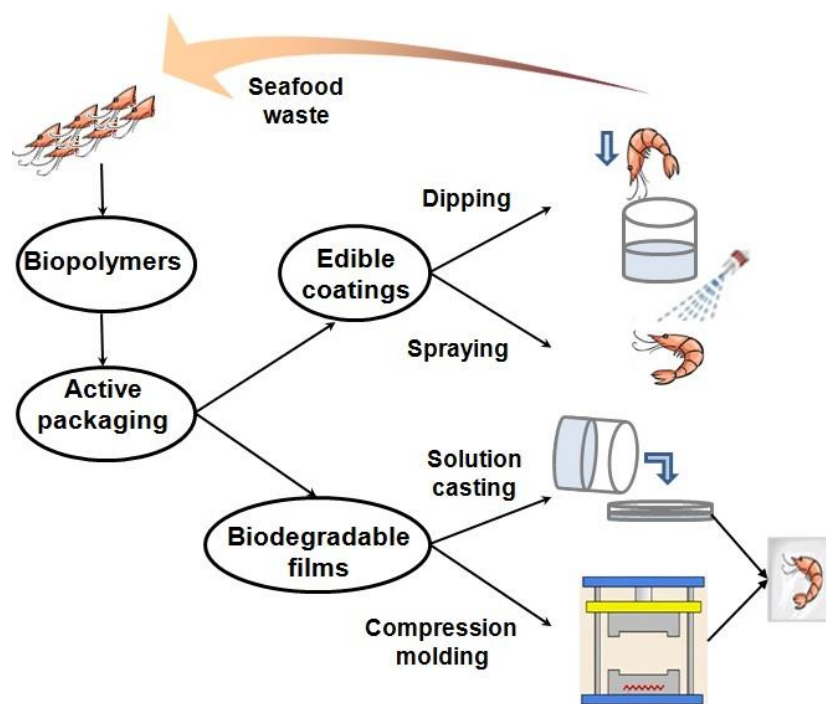 Seafood
waste
Dipping
Biopolymers
Edible
coatings
Spraying
Active
packaging
Solution
casting
Biodegradable
films
Compression
molding